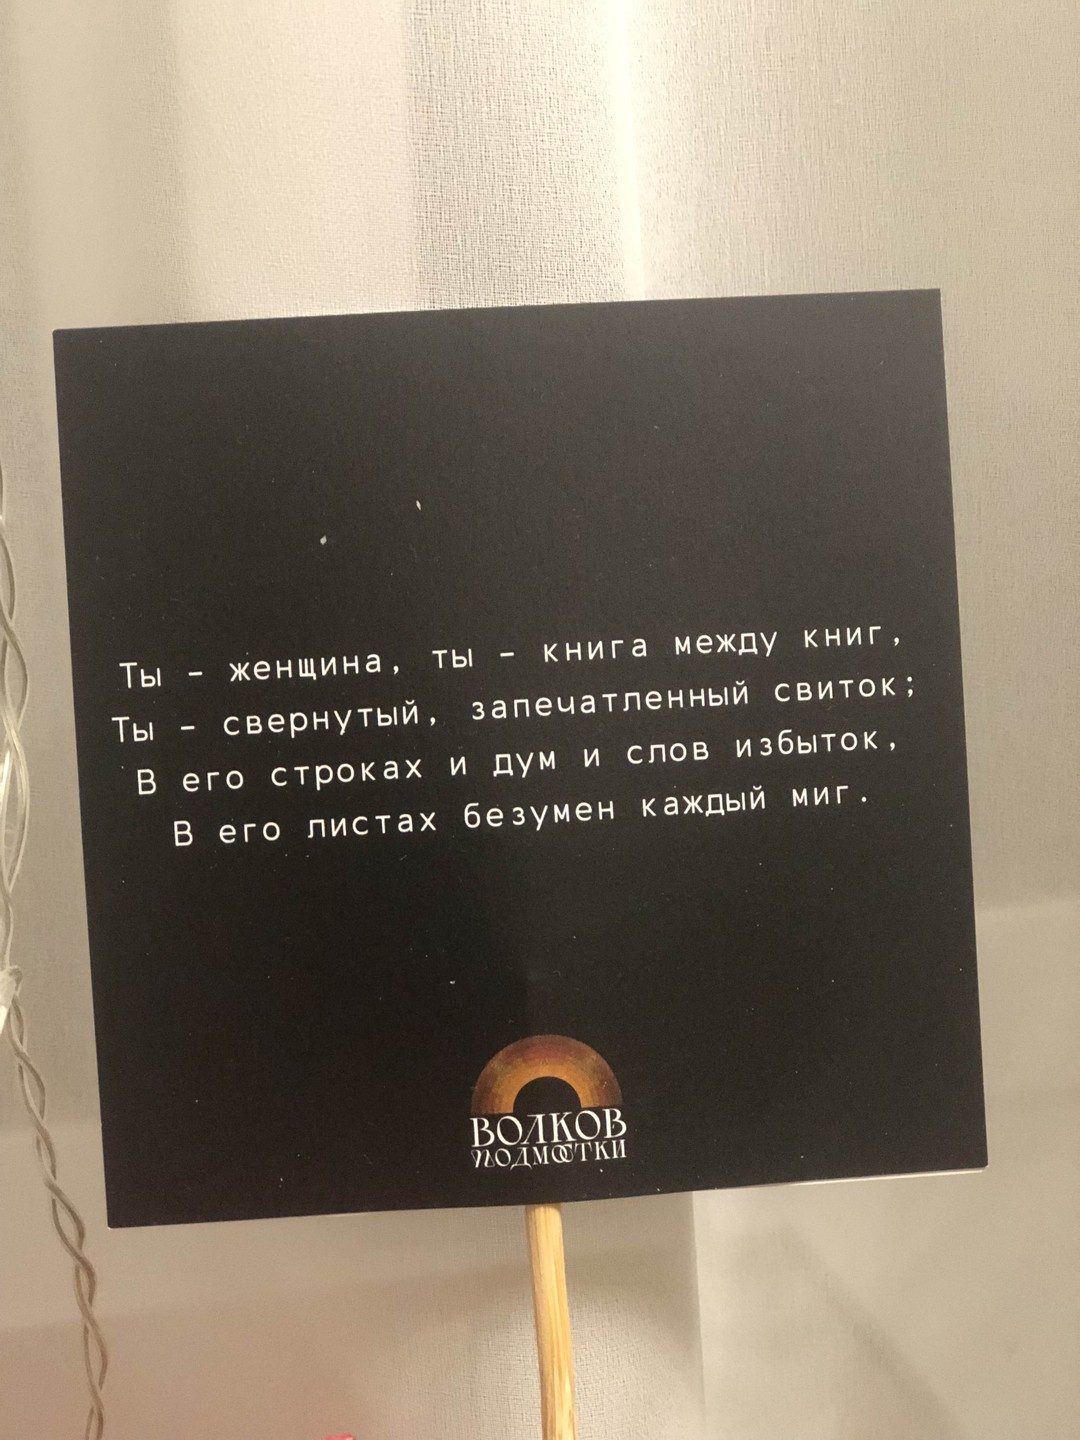 Ты - женщина, ты - книга между книг,
Ты - свернутый, запечатленный свиток;
В его строках и дум и слов избыток,
В его листах безумен каждый миг.
ВОЛКОВ
ПОДМОСТКИ